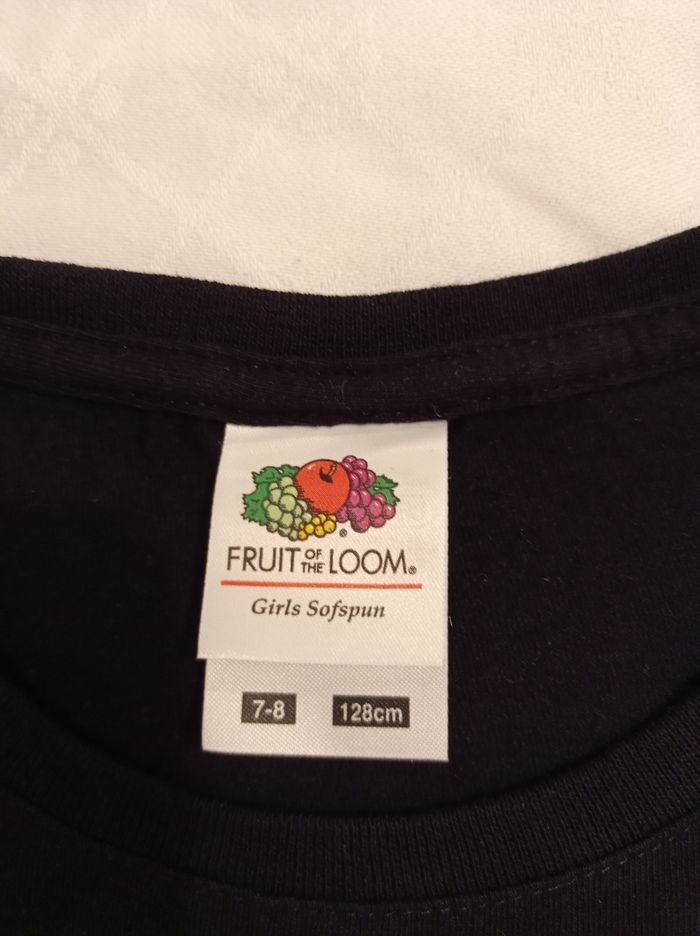 FRUIT OF THE LOOM®
Girls Sofspun
7-8 128cm